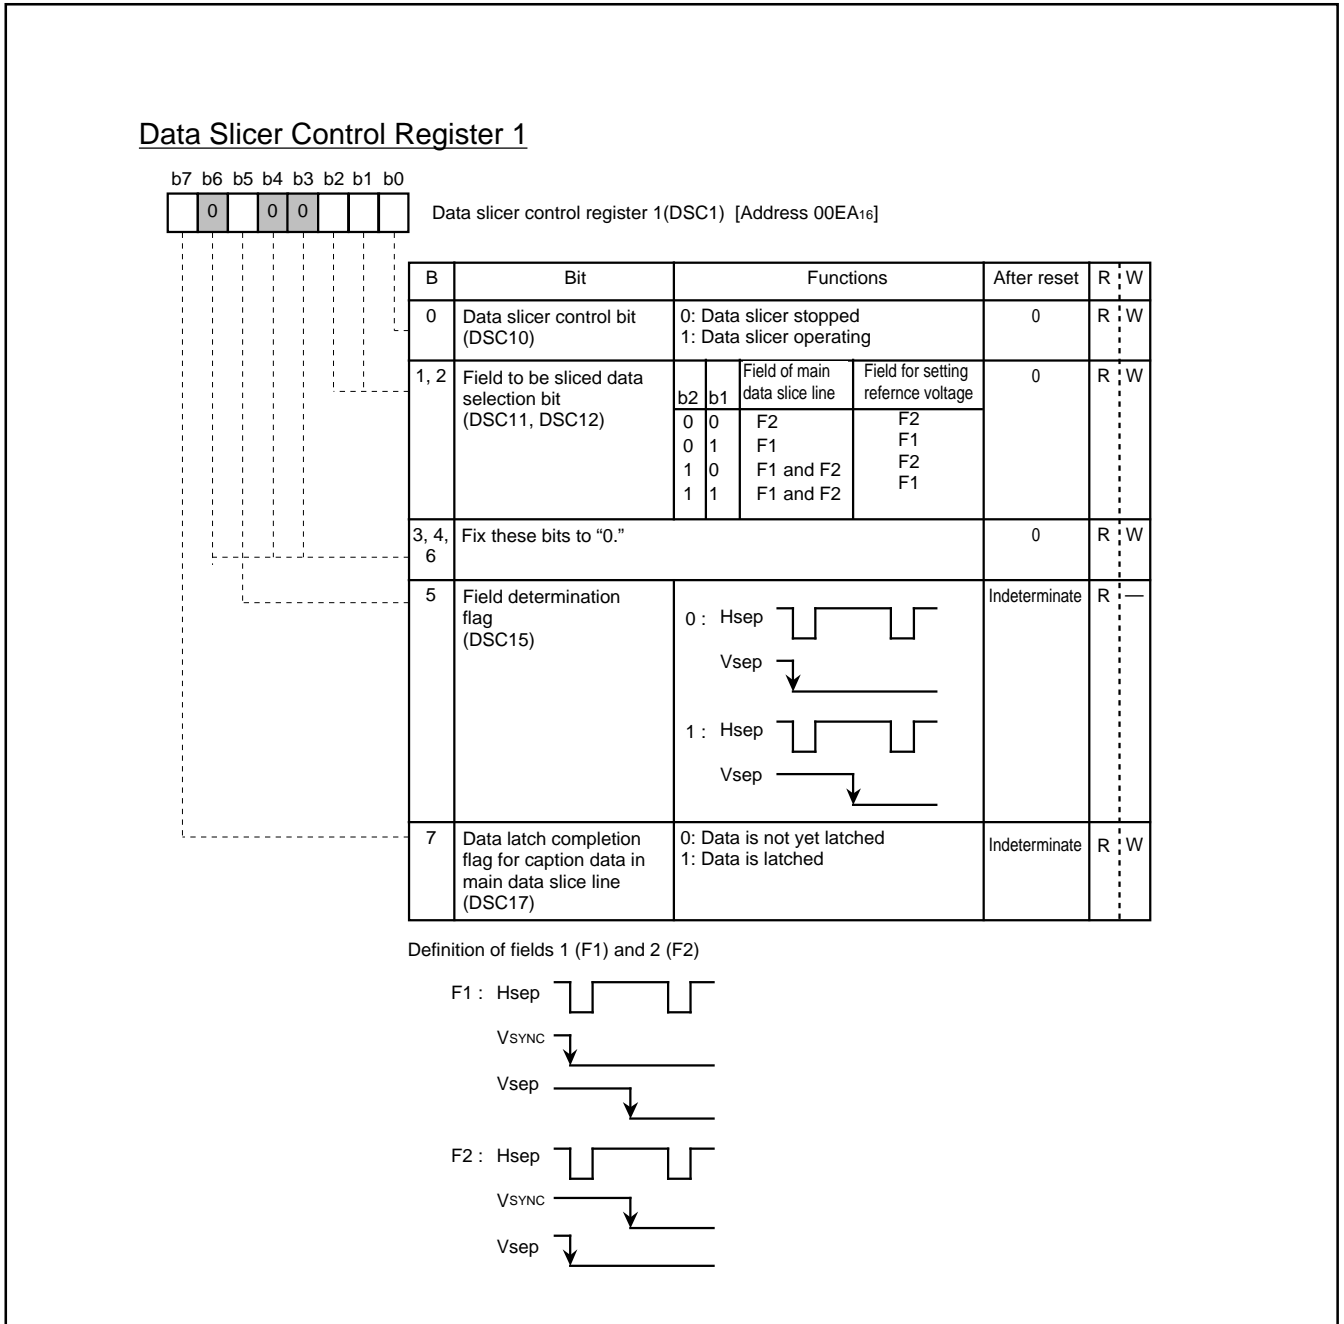 Data Slicer Control Register 1
b7 b6 b5 b4 b3 b2 b1 b0
0 0 0
Data slicer control register 1(DSC1) [Address 00EA16]
B Bit Functions After reset R W
0 Data slicer control bit (DSC10) 0: Data slicer stopped 0 R W
1: Data slicer operating
1, 2 Field to be sliced data selection bit (DSC11, DSC12) 0 R W
b2 b1 Field of main data slice line Field for setting refernce voltage
0 0 F2 F2
0 1 F1 F1
1 0 F1 and F2 F2
1 1 F1 and F2 F1
3, 4, 6 Fix these bits to “0.” 0 R W
5 Field determination flag (DSC15) Indeterminate R —
0 : Hsep
Vsep
1 : Hsep
Vsep
7 Data latch completion flag for caption data in main data slice line (DSC17) 0: Data is not yet latched Indeterminate R W
1: Data is latched
Definition of fields 1 (F1) and 2 (F2)
F1 : Hsep
VSYNC
Vsep
F2 : Hsep
VSYNC
Vsep